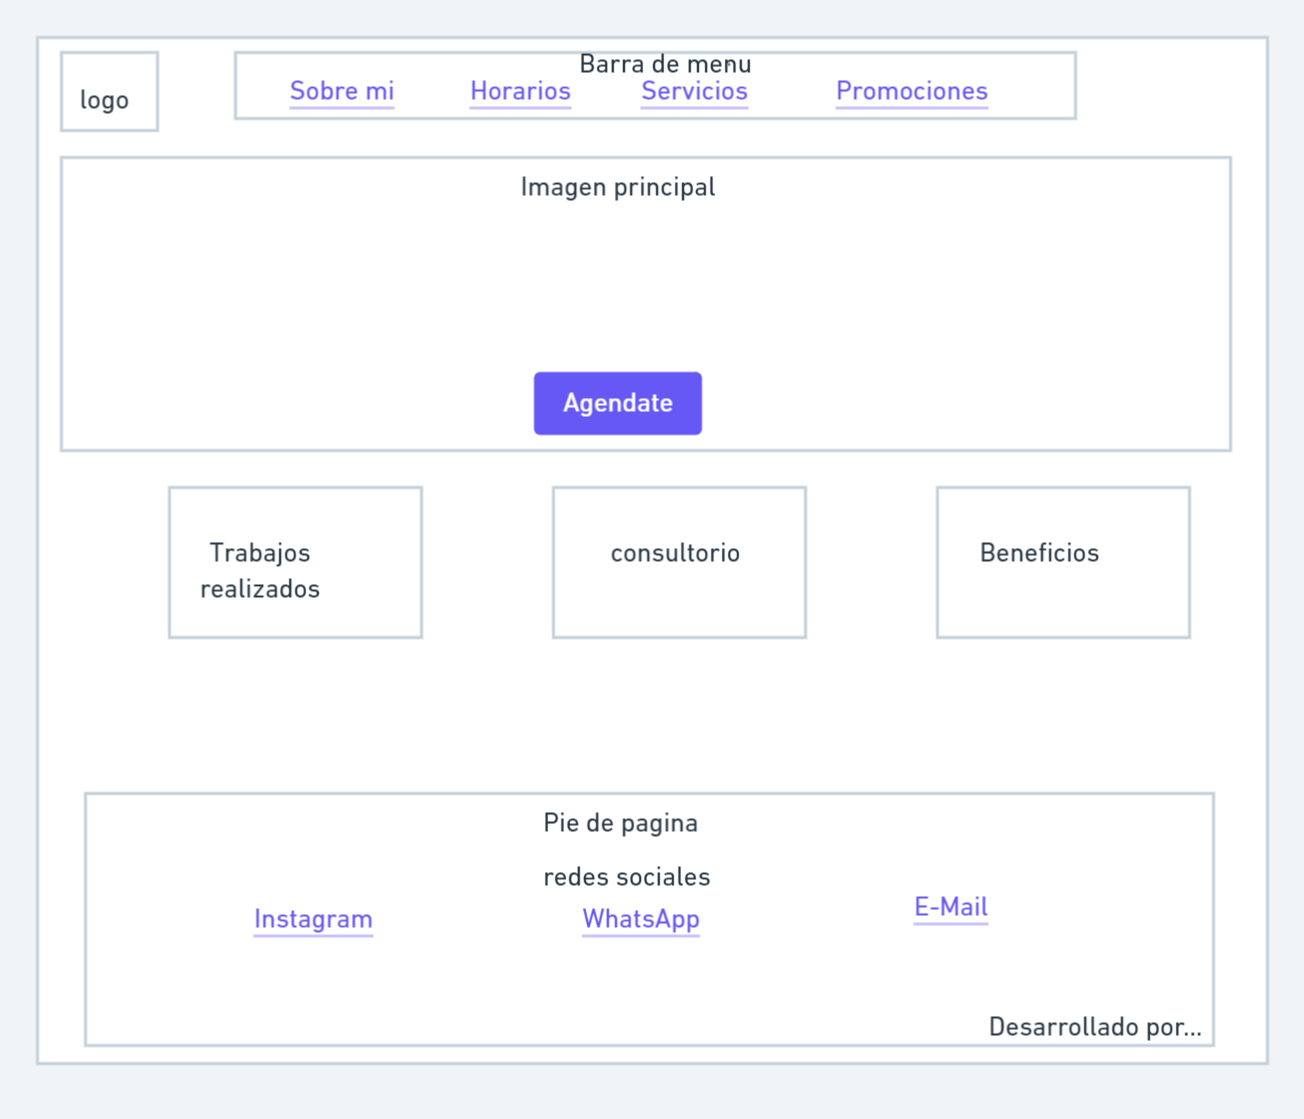 logo
Barra de menu
Sobre mi
Horarios
Servicios
Promociones
Imagen principal
Agendate
Trabajos
realizados
consultorio
Beneficios
Pie de pagina
redes sociales
Instagram
WhatsApp
E-Mail
Desarrollado por...